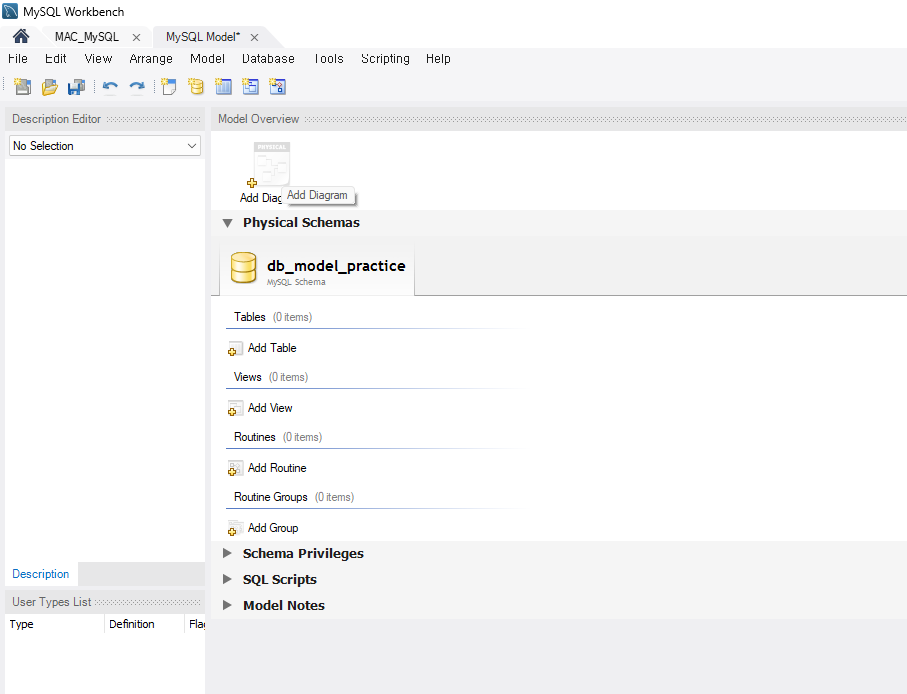 MySQL Workbench
MAC_MySQL
MySQL Model*
File Edit View Arrange Model Database Tools Scripting Help
Description Editor
Model Overview
No Selection
PHYSICAL
Add Diag
Add Diagram
Physical Schemas
db_model_practice
MySQL Schema
Tables (0 items)
Add Table
Views (0 items)
Add View
Routines (0 items)
Add Routine
Routine Groups (0 items)
Add Group
Schema Privileges
SQL Scripts
Model Notes
Description
User Types List
Type Definition Flag